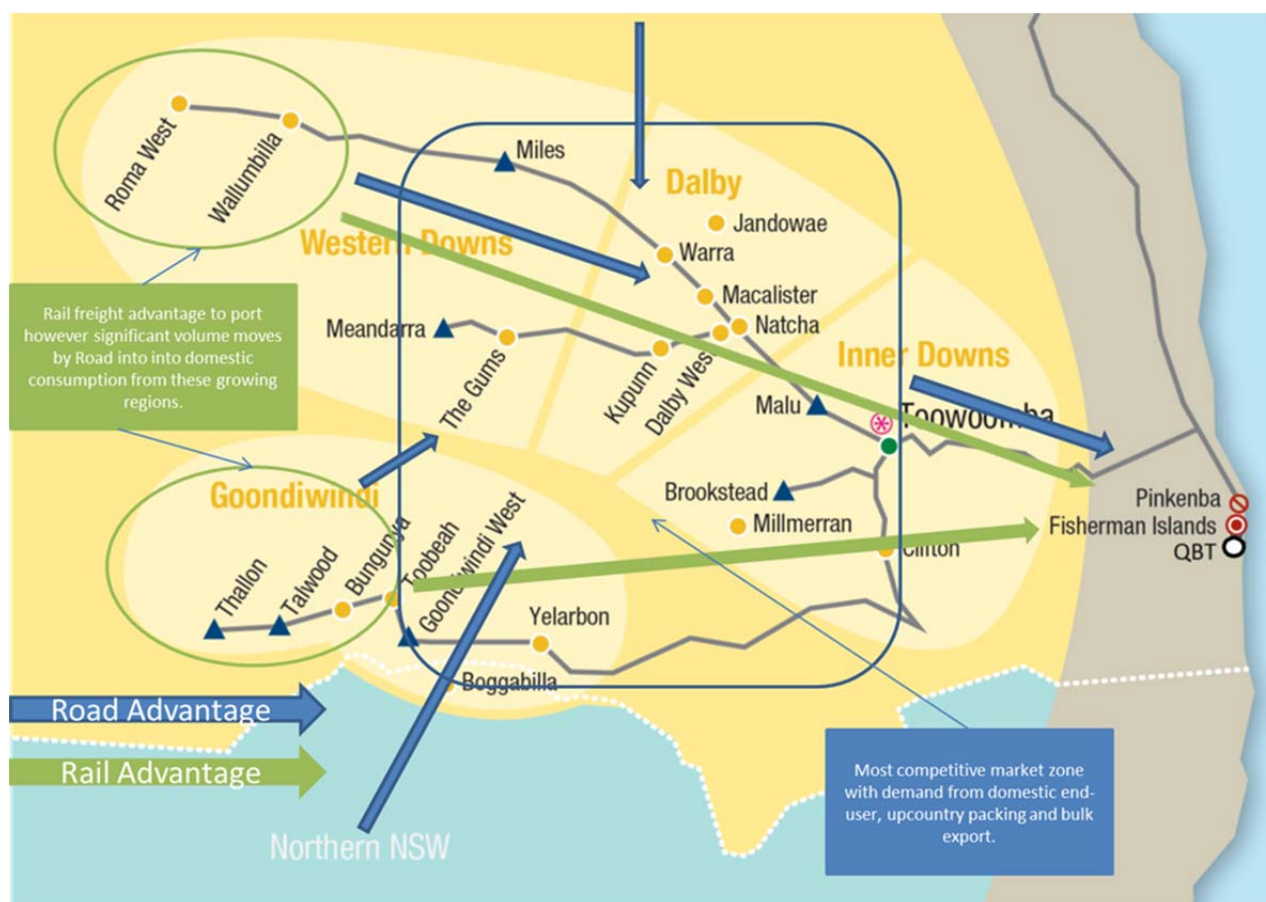 Roma West
Wallumbilla
Miles
Dalby
Jandowae
Western Downs
Warra
Macalister
Natcha
Rail freight advantage to port
however significant volume moves
by Road into into domestic
consumption from these growing
regions.
Meandarra
The Gums
Kupunn
Dalby West
Inner Downs
Malu
Toowoomba
Goondiwindi
Brookstead
Millmerran
Pinkenba
Fisherman Islands
QBT
Clifton
Thallon
Talwood
Bungunya
Toobeah
Goondiwindi West
Yelarbon
Boggabilla
Road Advantage
Rail Advantage
Northern NSW
Most competitive market zone
with demand from domestic end-
user, upcountry packing and bulk
export.